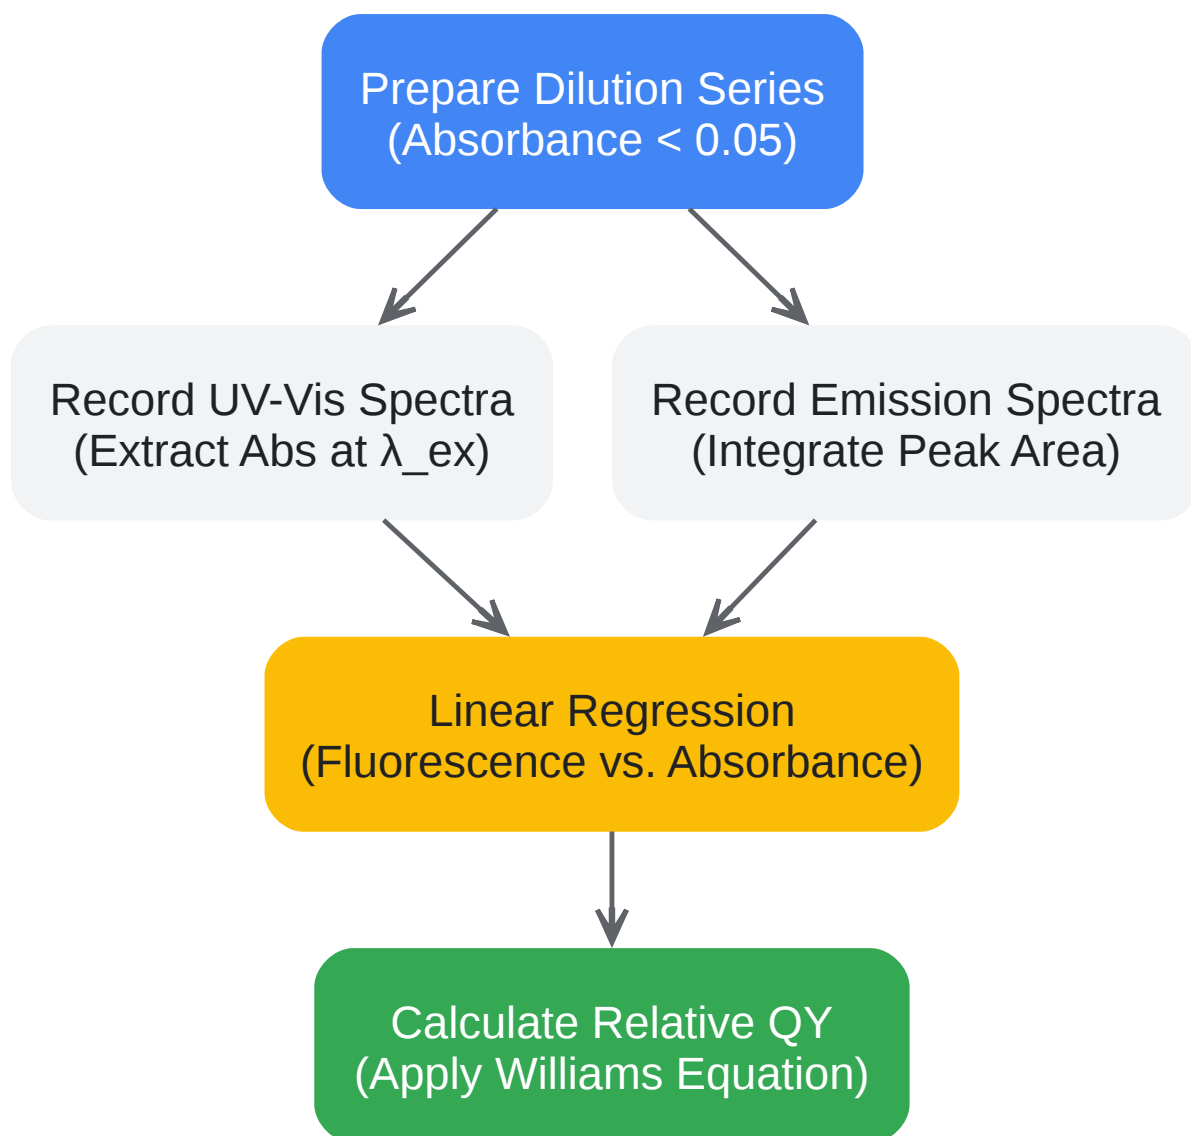 Prepare Dilution Series
(Absorbance < 0.05)
Record UV-Vis Spectra
(Extract Abs at λ_ex)
Record Emission Spectra
(Integrate Peak Area)
Linear Regression
(Fluorescence vs. Absorbance)
Calculate Relative QY
(Apply Williams Equation)